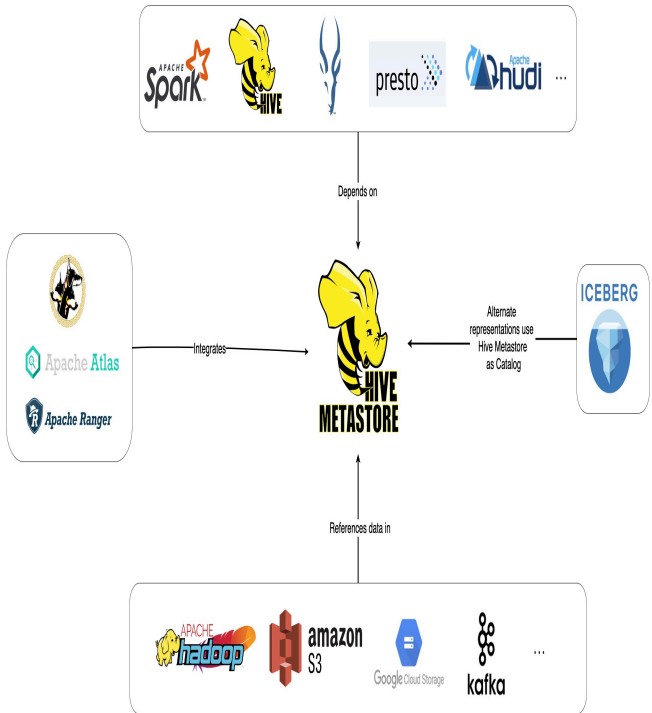 APACHE
Spark
HIVE
presto
Apache
hudi
...
Depends on
Apache Atlas
Apache Ranger
Integrates
HIVE
METASTORE
Alternate
representations use
Hive Metastore
as Catalog
ICEBERG
References data in
APACHE
hadoop
amazon
S3
Google Cloud Storage
kafka
...